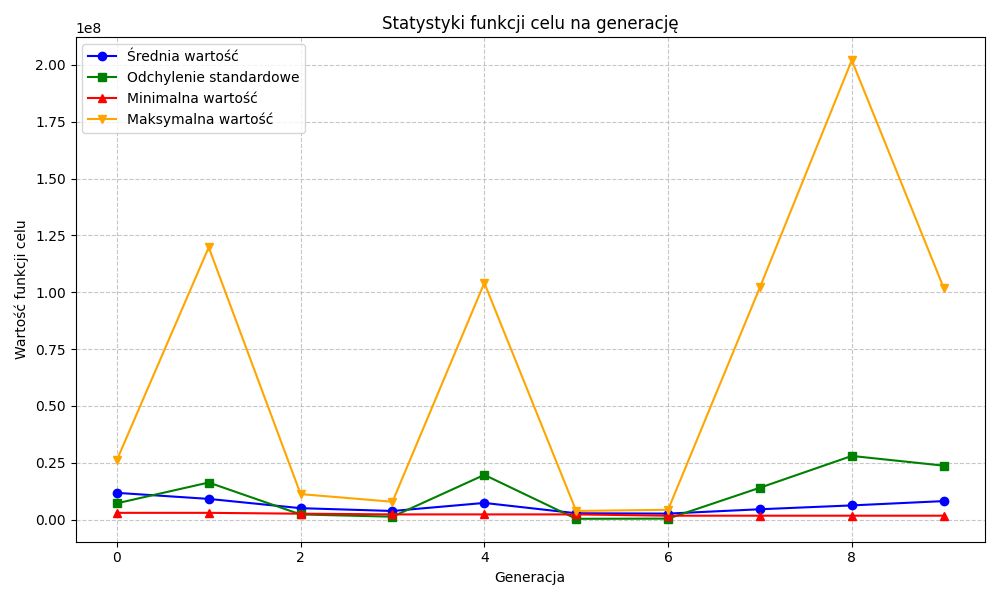 Statystyki funkcji celu na generację
1e8
Średnia wartość
Odchylenie standardowe
Minimalna wartość
Maksymalna wartość
2.00
1.75
1.50
1.25
1.00
0.75
0.50
0.25
0.00
Wartość funkcji celu
0 2 4 6 8
Generacja